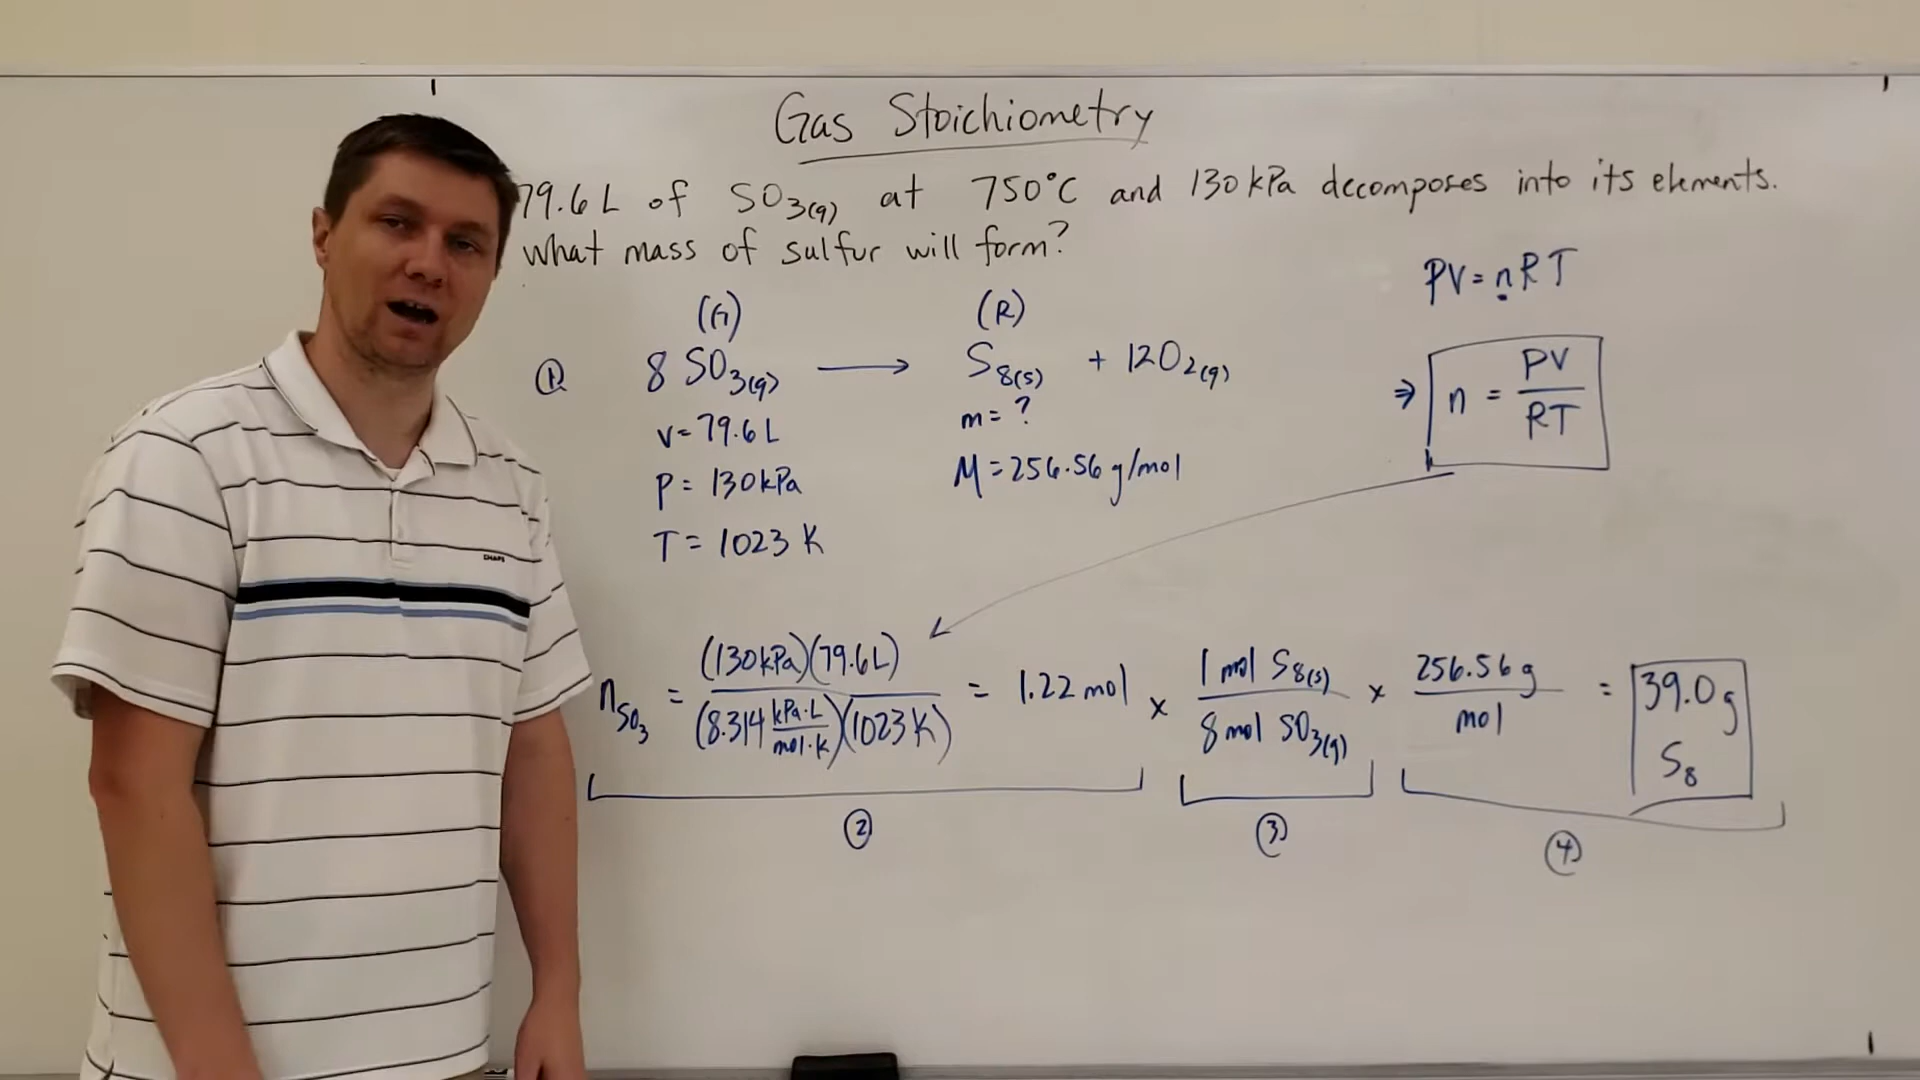 Gas Stoichiometry
79.6 L of SO3(g) at 750°C and 130 kPa decomposes into its elements.
What mass of sulfur will form?
PV = nRT
(G) (R)
① 8 SO3(g) ⟶ S8(s) + 12O2(g)
⇒ n = PV / RT
V = 79.6 L
m = ?
P = 130 kPa
M = 256.56 g/mol
T = 1023 K
CHAPS
nSO3 = (130 kPa)(79.6 L) / (8.314 kPa·L/mol·K)(1023 K) = 1.22 mol × 1 mol S8(s) / 8 mol SO3(g) × 256.56 g / mol = 39.0 g S8
② ③ ④